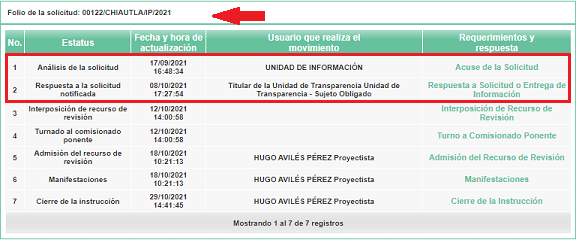 Folio de la solicitud: 00122/CHIAUTLA/IP/2021
No. Estatus Fecha y hora de actualización Usuario que realiza el movimiento Requerimientos y respuesta
1 Análisis de la solicitud 17/09/2021 16:48:34 UNIDAD DE INFORMACIÓN Acuse de la Solicitud
2 Respuesta a la solicitud notificada 08/10/2021 17:27:54 Titular de la Unidad de Transparencia Unidad de Transparencia - Sujeto Obligado Respuesta a Solicitud o Entrega de Información
3 Interposición de recurso de revisión 12/10/2021 14:00:58 Interposición de Recurso de Revisión
4 Turnado al comisionado ponente 12/10/2021 14:00:58 Turno a Comisionado Ponente
5 Admisión del recurso de revisión 18/10/2021 10:21:13 HUGO AVILÉS PÉREZ Proyectista Admisión del Recurso de Revisión
6 Manifestaciones 18/10/2021 10:21:13 HUGO AVILÉS PÉREZ Proyectista Manifestaciones
7 Cierre de la instrucción 29/10/2021 14:41:45 HUGO AVILÉS PÉREZ Proyectista Cierre de la Instrucción
Mostrando 1 al 7 de 7 registros